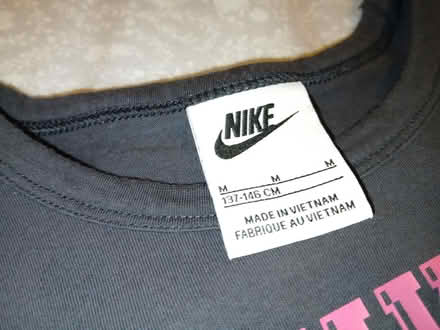 NIKE
M M M
137-146 CM
MADE IN VIETNAM
FABRIQUE AU VIETNAM